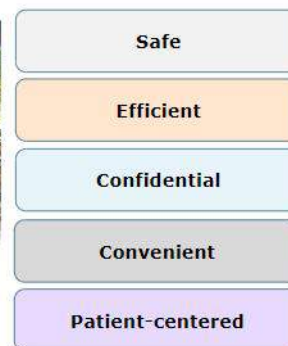 Safe
Efficient
Confidential
Convenient
Patient-centered